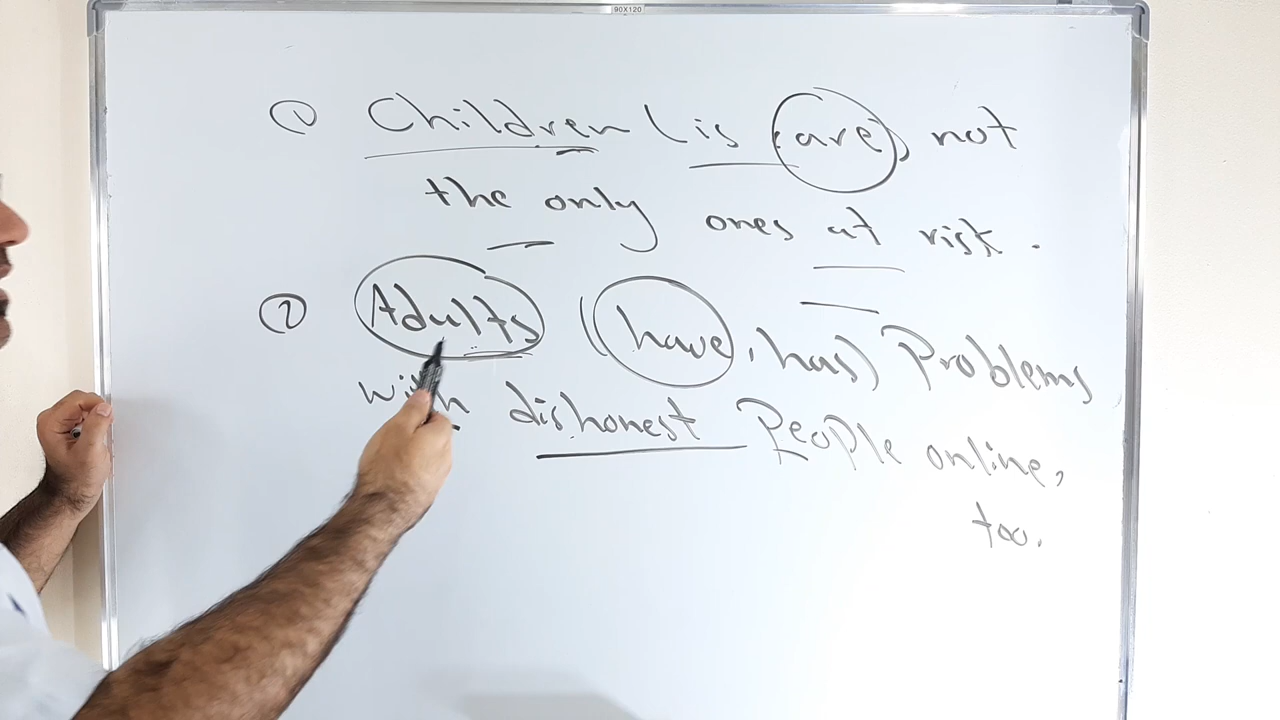 90X120
① Children (is, are) not
the only ones at risk.
② Adults (have, has) Problems
with dishonest People online,
too.